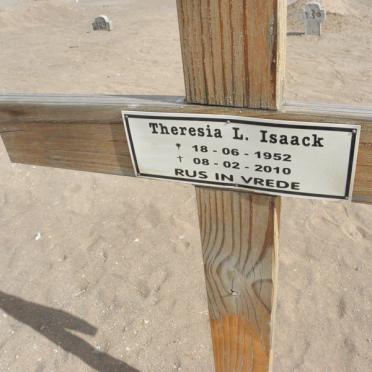 Theresia L. Isaack
* 18 - 06 - 1952
† 08 - 02 - 2010
RUS IN VREDE